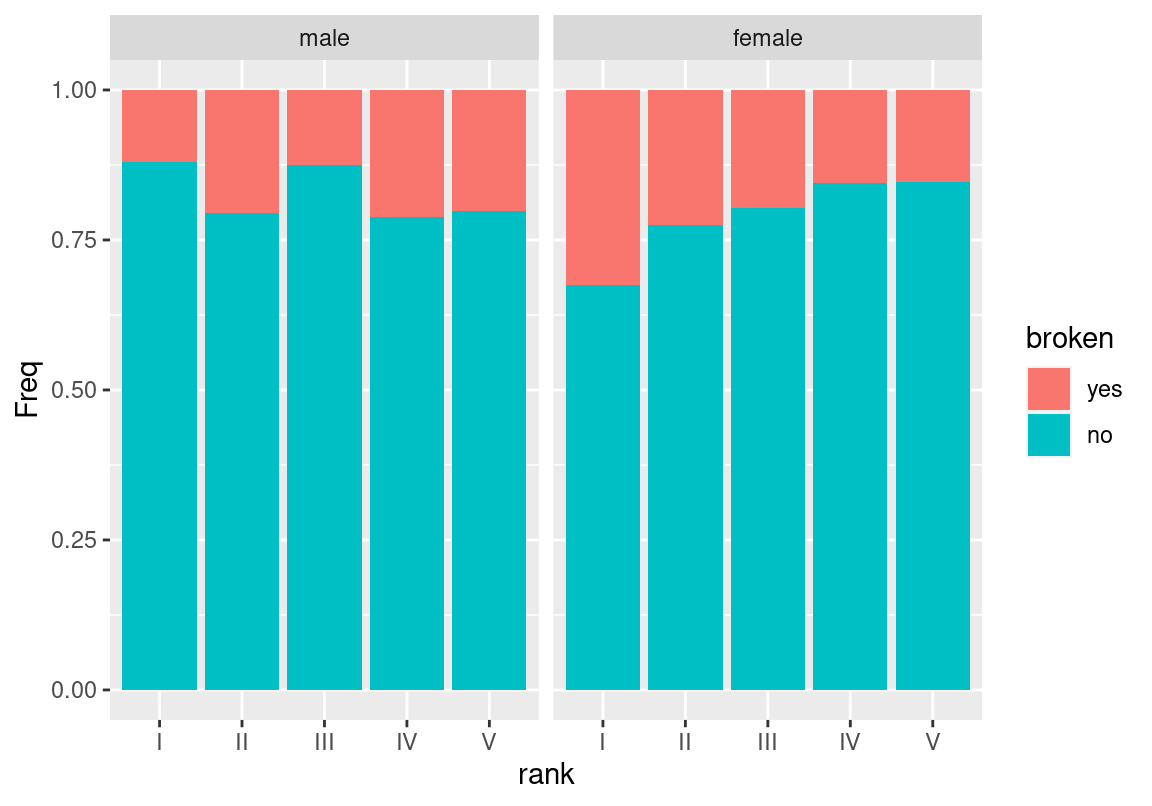 male
female
1.00
0.75
0.50
0.25
0.00
Freq
I II III IV V
I II III IV V
rank
broken
yes
no